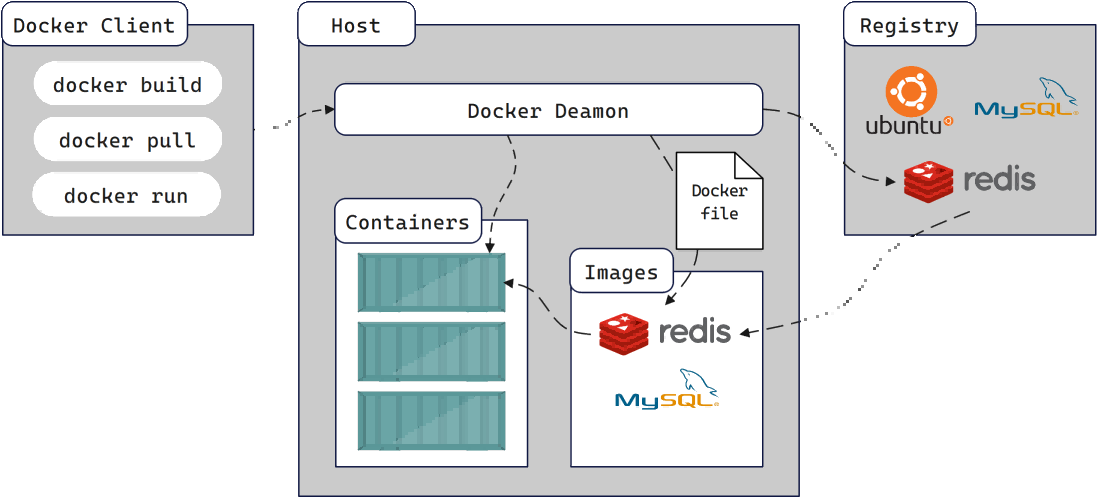 Docker Client
docker build
docker pull
docker run
Host
Docker Deamon
Docker
file
Containers
Images
redis
MySQL®
Registry
ubuntu
MySQL®
redis